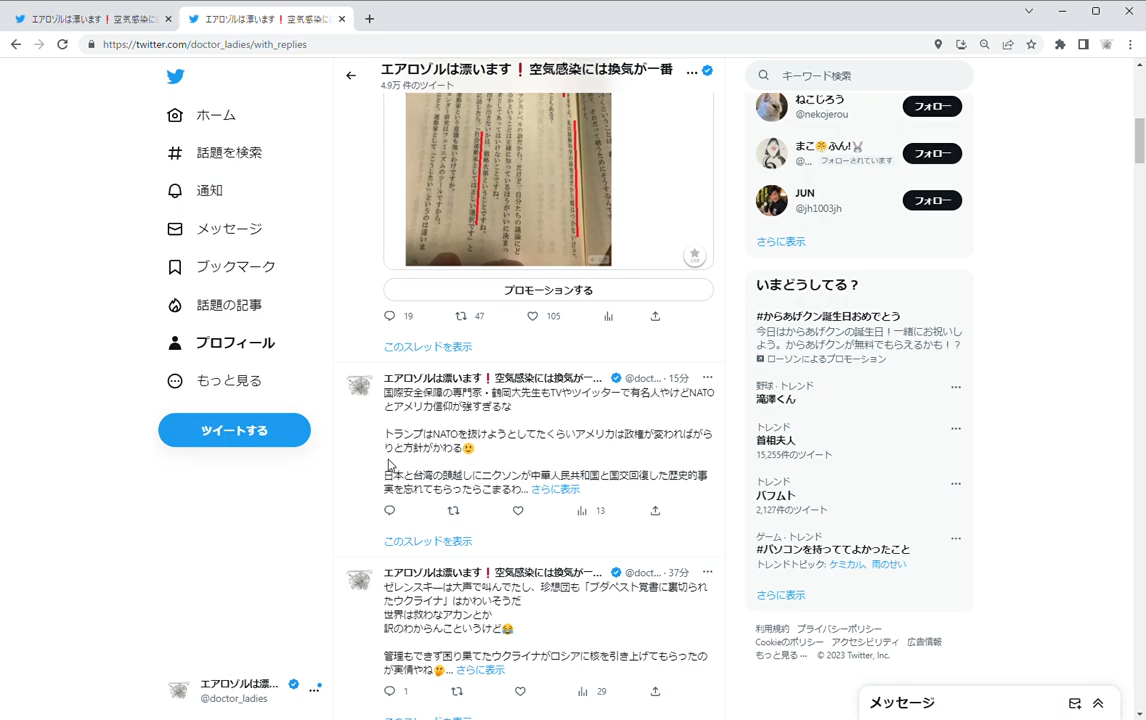 エアロゾルは漂います❗空気感染に
エアロゾルは漂います❗空気感染に
https://twitter.com/doctor_ladies/with_replies
ホーム
話題を検索
通知
メッセージ
ブックマーク
話題の記事
プロフィール
もっと見る
ツイートする
エアロゾルは漂...
@doctor_ladies
エアロゾルは漂います❗空気感染には換気が一番 ...
4.9万 件のツイート
プロモーションする
19 47 105
このスレッドを表示
エアロゾルは漂います❗空気感染には換気が一... @doct... · 15分
国際安全保障の専門家・鶴岡大先生もTVやツイッターで有名人やけどNATO
とアメリカ信仰が強すぎるな
トランプはNATOを抜けようとしてたくらいアメリカは政権が変わればがら
りと方針がかわる🙂
日本と台湾の頭越しにニクソンが中華人民共和国と国交回復した歴史的事
実を忘れてもらったらこまるわ... さらに表示
13
このスレッドを表示
エアロゾルは漂います❗空気感染には換気が一... @doct... · 37分
ゼレンスキーは大声で叫んでたし、珍想団も「ブダペスト覚書に裏切られ
たウクライナ」はかわいそうだ
世界は救わなアカンとか
訳のわからんこというけど😂
管理もできず困り果てたウクライナがロシアに核を引き上げてもらったの
が実情やね🤔... さらに表示
1 29
キーワード検索
ねこじろう
@nekojerou
フォロー
まこ🤗ふん!🐰
@... フォローされています
フォロー
JUN
@jh1003jh
フォロー
さらに表示
いまどうしてる？
#からあげクン誕生日おめでとう
今日はからあげクンの誕生日！一緒にお祝いし
よう。からあげクンが無料でもらえるかも！？
ローソンによるプロモーション
野球・トレンド
滝澤くん
トレンド
首相夫人
15,255件のツイート
トレンド
バフムト
2,127件のツイート
ゲーム・トレンド
#パソコンを持っててよかったこと
トレンドトピック: ケミカル、雨のせい
さらに表示
利用規約 プライバシーポリシー
Cookieのポリシー アクセシビリティ 広告情報
もっと見る... © 2023 Twitter, Inc.
メッセージ